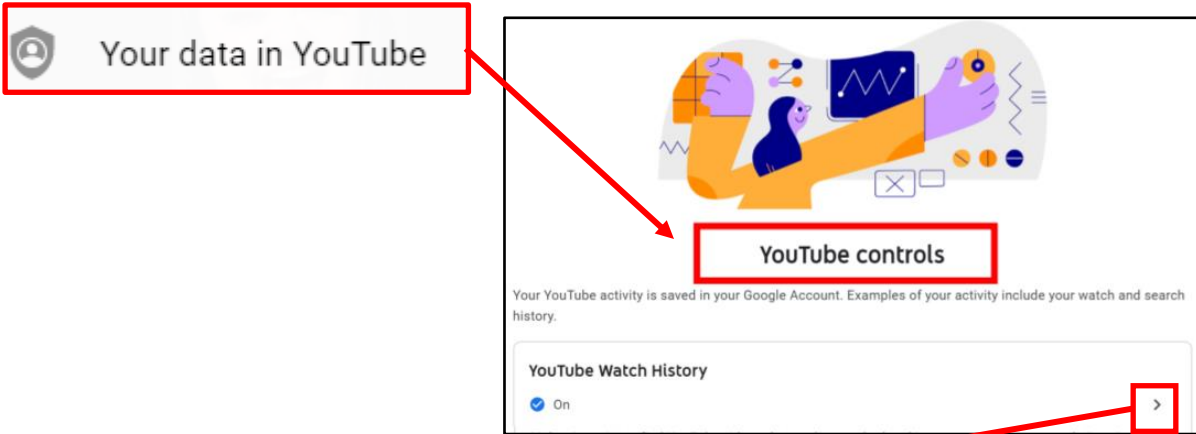 Your data in YouTube
YouTube controls
Your YouTube activity is saved in your Google Account. Examples of your activity include your watch and search
history.
YouTube Watch History
On